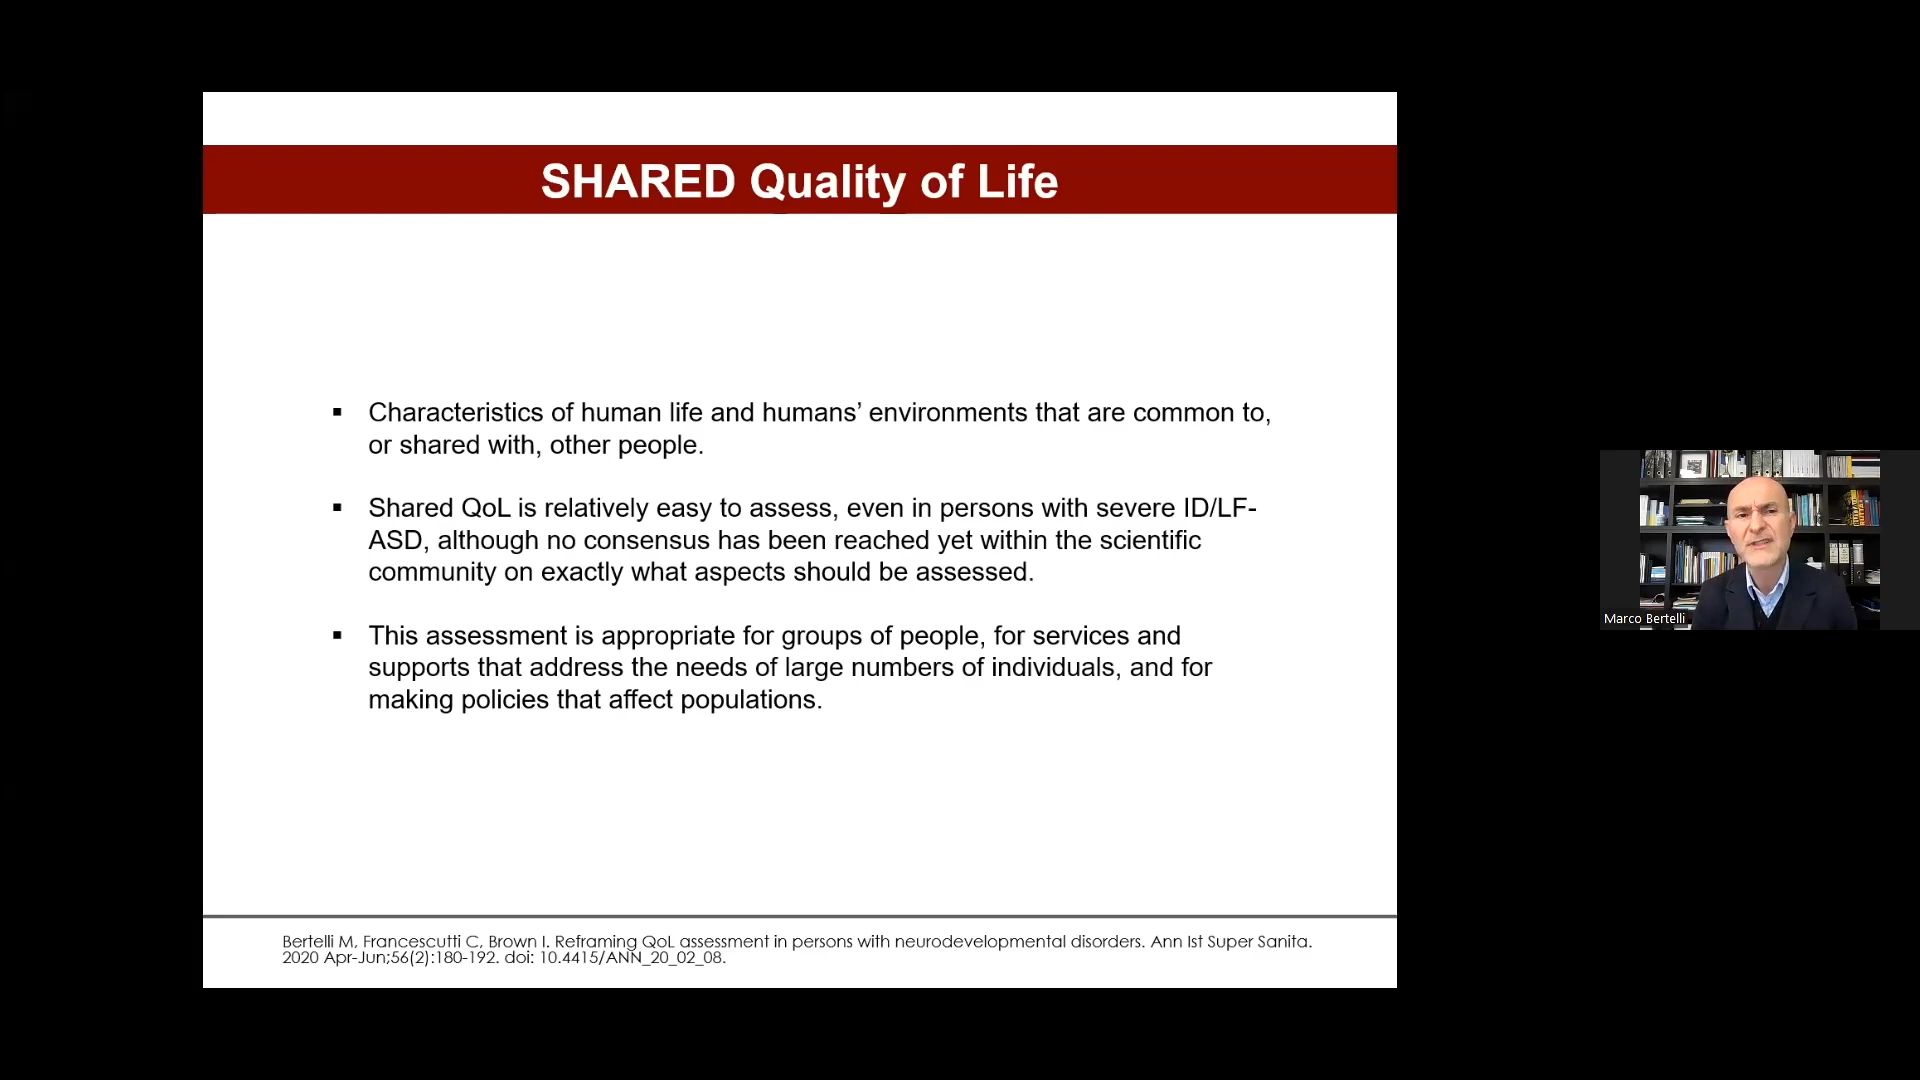 SHARED Quality of Life
▪ Characteristics of human life and humans’ environments that are common to,
or shared with, other people.
▪ Shared QoL is relatively easy to assess, even in persons with severe ID/LF-
ASD, although no consensus has been reached yet within the scientific
community on exactly what aspects should be assessed.
▪ This assessment is appropriate for groups of people, for services and
supports that address the needs of large numbers of individuals, and for
making policies that affect populations.
Bertelli M, Francescutti C, Brown I. Reframing QoL assessment in persons with neurodevelopmental disorders. Ann Ist Super Sanita.
2020 Apr-Jun;56(2):180-192. doi: 10.4415/ANN_20_02_08.
Marco Bertelli